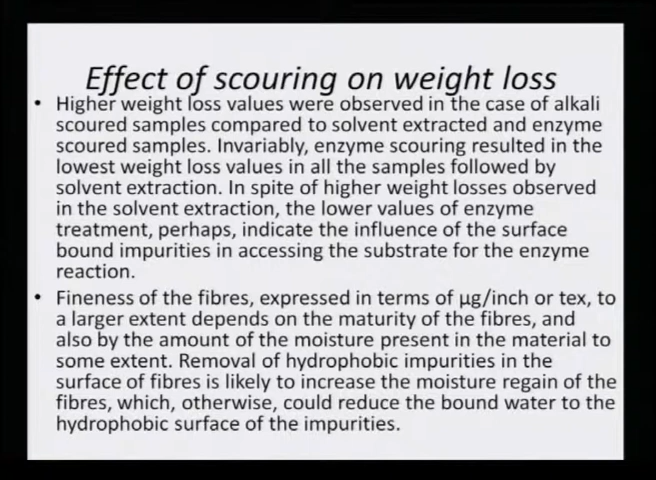 Effect of scouring on weight loss
• Higher weight loss values were observed in the case of alkali
scoured samples compared to solvent extracted and enzyme
scoured samples. Invariably, enzyme scouring resulted in the
lowest weight loss values in all the samples followed by
solvent extraction. In spite of higher weight losses observed
in the solvent extraction, the lower values of enzyme
treatment, perhaps, indicate the influence of the surface
bound impurities in accessing the substrate for the enzyme
reaction.
• Fineness of the fibres, expressed in terms of µg/inch or tex, to
a larger extent depends on the maturity of the fibres, and
also by the amount of the moisture present in the material to
some extent. Removal of hydrophobic impurities in the
surface of fibres is likely to increase the moisture regain of the
fibres, which, otherwise, could reduce the bound water to the
hydrophobic surface of the impurities.